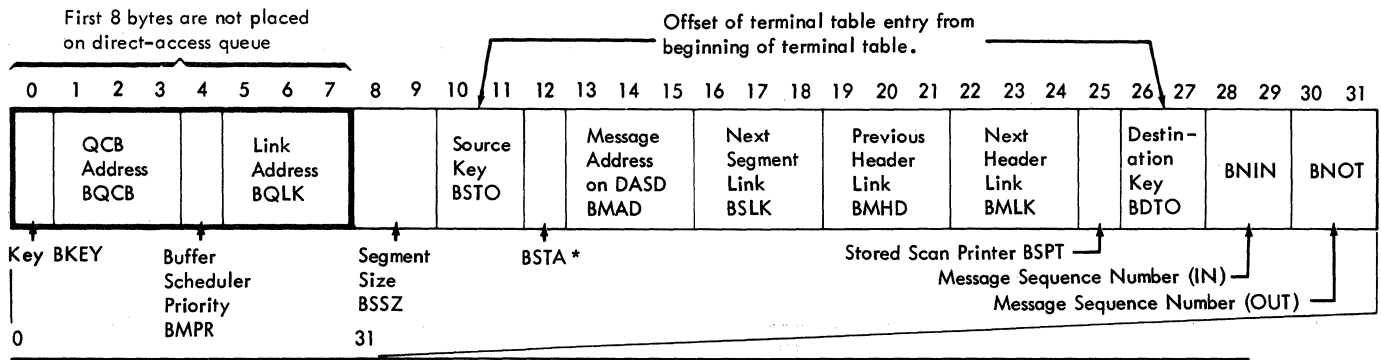 First 8 bytes are not placed
on direct-access queue
Offset of terminal table entry from
beginning of terminal table.
0 1 2 3 4 5 6 7 8 9 10 11 12 13 14 15 16 17 18 19 20 21 22 23 24 25 26 27 28 29 30 31
QCB
Address
BQCB
Link
Address
BQLK
Source
Key
BSTO
Message
Address
on DASD
BMAD
Next
Segment
Link
BSLK
Previous
Header
Link
BMHD
Next
Header
Link
BMLK
Destin-
ation
Key
BDTO
BNIN
BNOT
Key BKEY
Buffer
Scheduler
Priority
BMPR
Segment
Size
BSSZ
BSTA *
Stored Scan Printer BSPT
Message Sequence Number (IN)
Message Sequence Number (OUT)
0 31